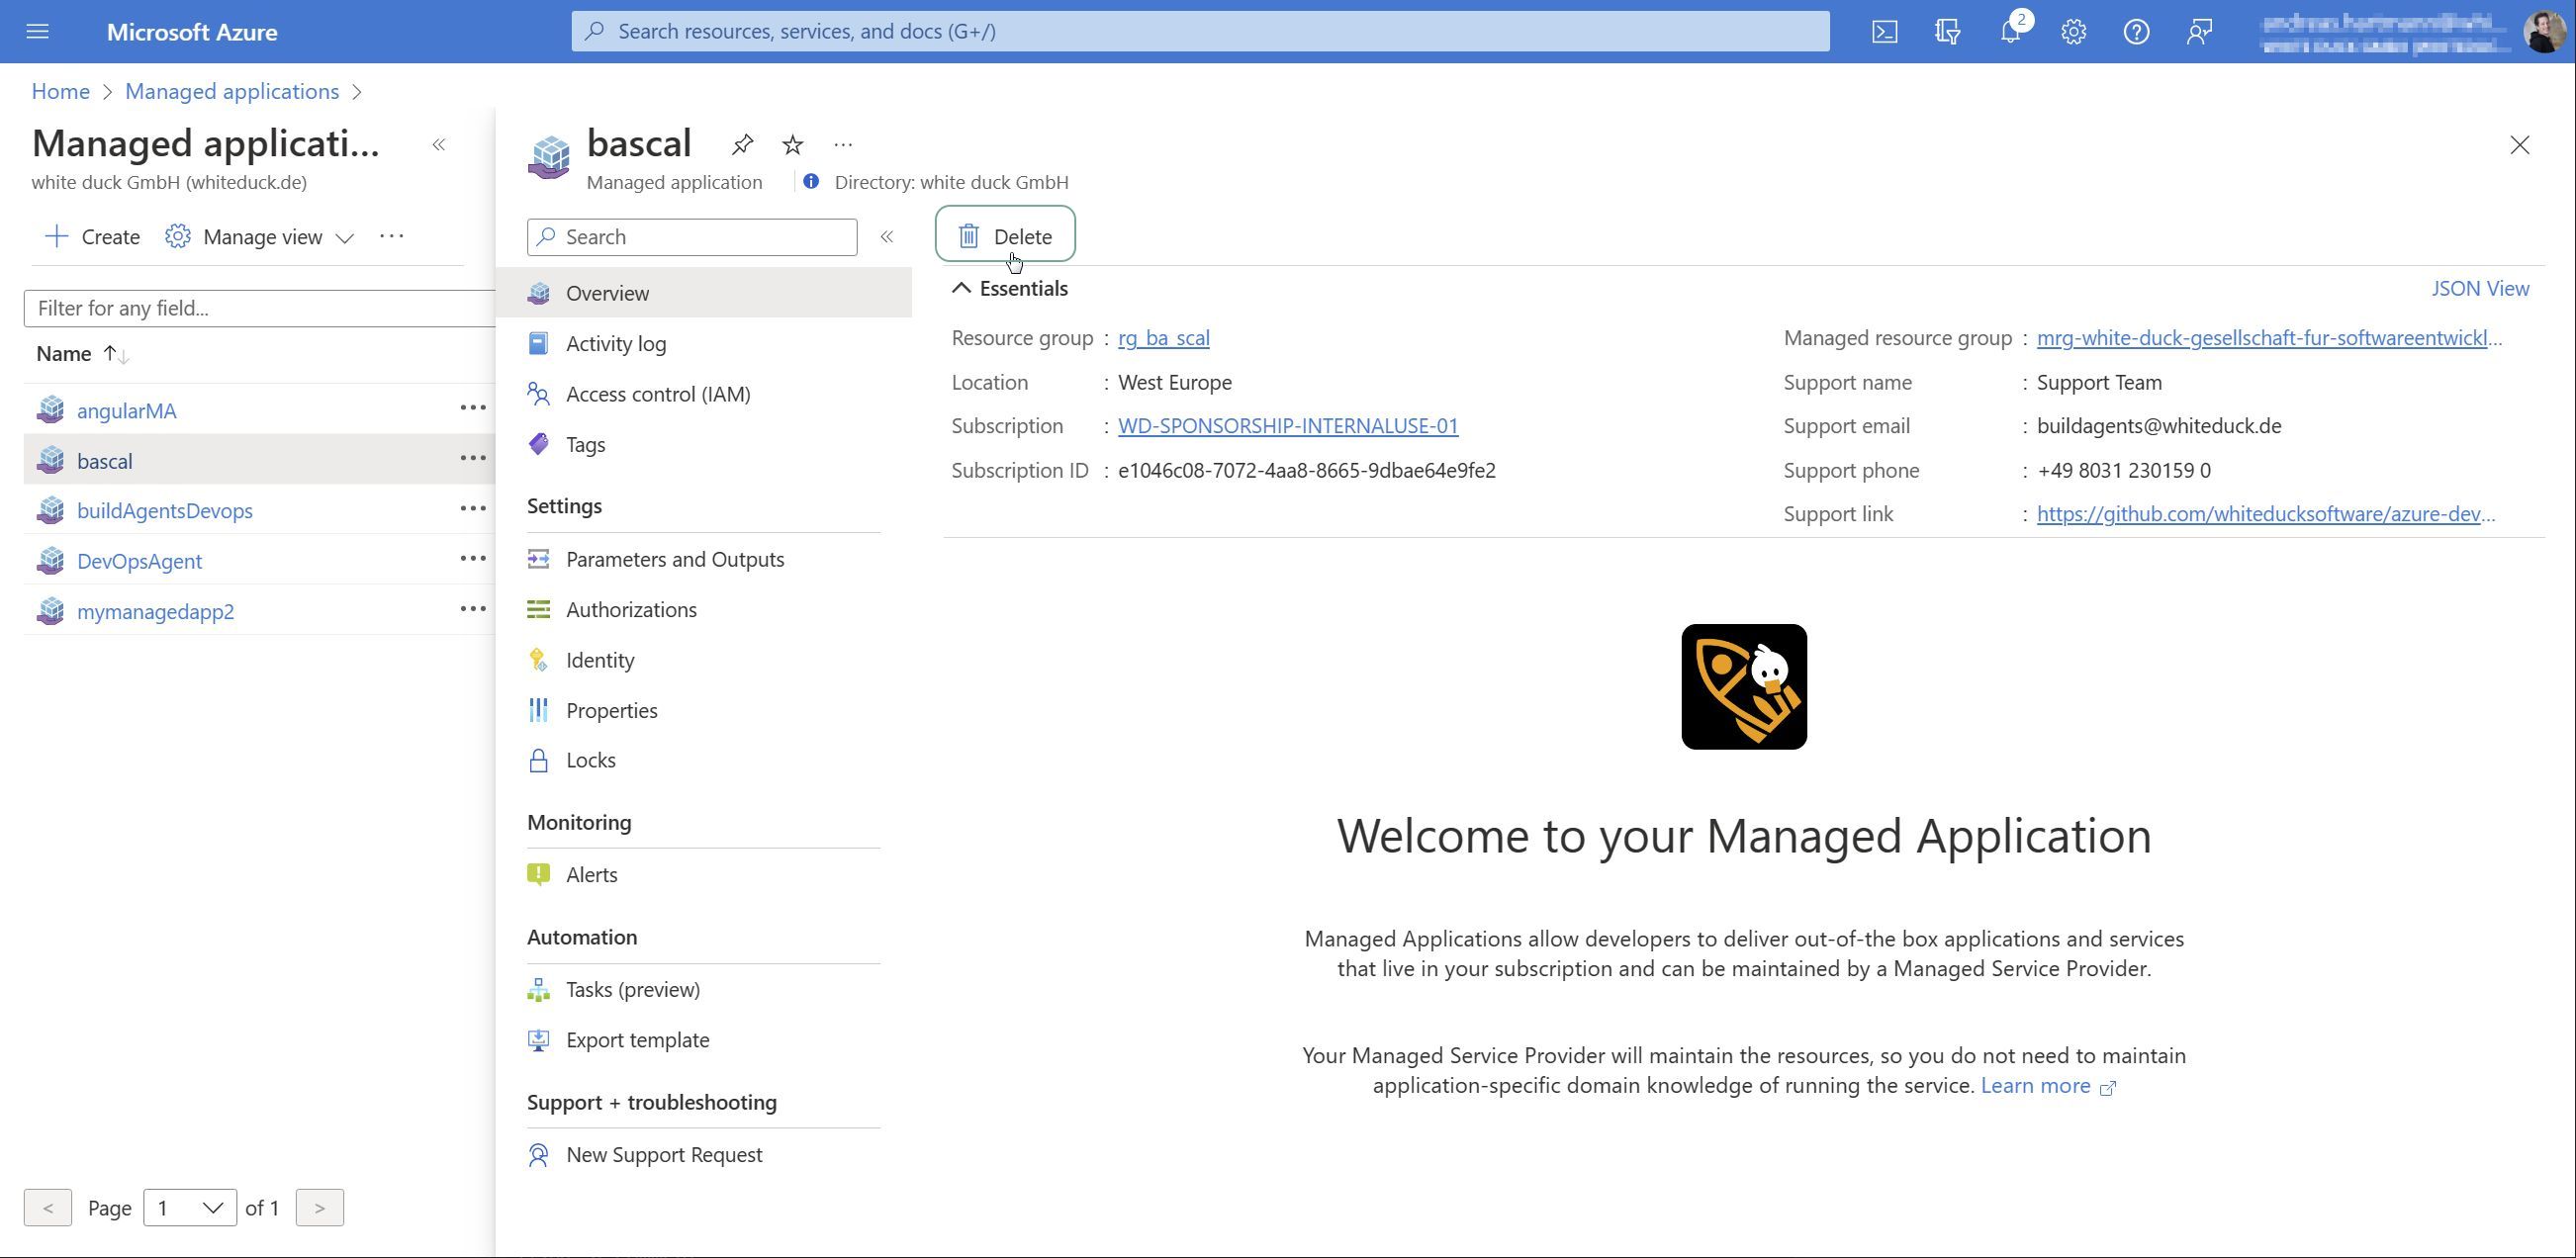 Microsoft Azure
Search resources, services, and docs (G+/)
2
Home > Managed applications >
Managed applicati...
white duck GmbH (whiteduck.de)
Create
Manage view
Filter for any field...
Name
angularMA
bascal
buildAgentsDevops
DevOpsAgent
mymanagedapp2
< Page 1 of 1 >
bascal
Managed application
Directory: white duck GmbH
Search
Overview
Activity log
Access control (IAM)
Tags
Settings
Parameters and Outputs
Authorizations
Identity
Properties
Locks
Monitoring
Alerts
Automation
Tasks (preview)
Export template
Support + troubleshooting
New Support Request
Delete
Essentials
JSON View
Resource group : rg_ba_scal
Location : West Europe
Subscription : WD-SPONSORSHIP-INTERNALUSE-01
Subscription ID : e1046c08-7072-4aa8-8665-9dbae64e9fe2
Managed resource group : mrg-white-duck-gesellschaft-fur-softwareentwickl...
Support name : Support Team
Support email : buildagents@whiteduck.de
Support phone : +49 8031 230159 0
Support link : https://github.com/whiteducksoftware/azure-dev...
Welcome to your Managed Application
Managed Applications allow developers to deliver out-of-the box applications and services
that live in your subscription and can be maintained by a Managed Service Provider.
Your Managed Service Provider will maintain the resources, so you do not need to maintain
application-specific domain knowledge of running the service. Learn more